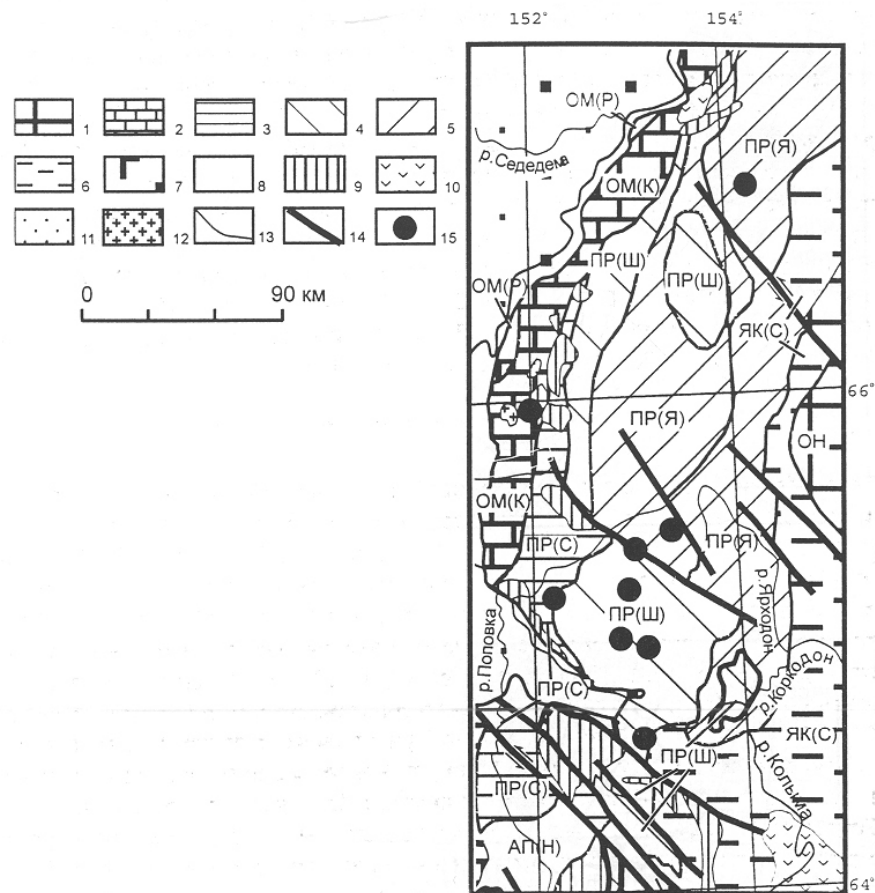 152° 154°
1 2 3 4 5
6 7 8 9 10
11 12 13 14 15
0 90 км
ОМ(Р)
р. Седедема
ПР(Я)
ОМ(К)
ПР(Ш)
ПР(Ш)
ОМ(Р)
ЯК(С)
66°
ПР(Я)
ОН
ОМ(К)
ПР(С)
ПР(Я)
р. Ярходон
ПР(Ш)
р. Поповка
р. Коркодон
ПР(С)
ЯК(С)
ПР(Ш)
р. Колыма
ПР(С)
АП(Н)
64°